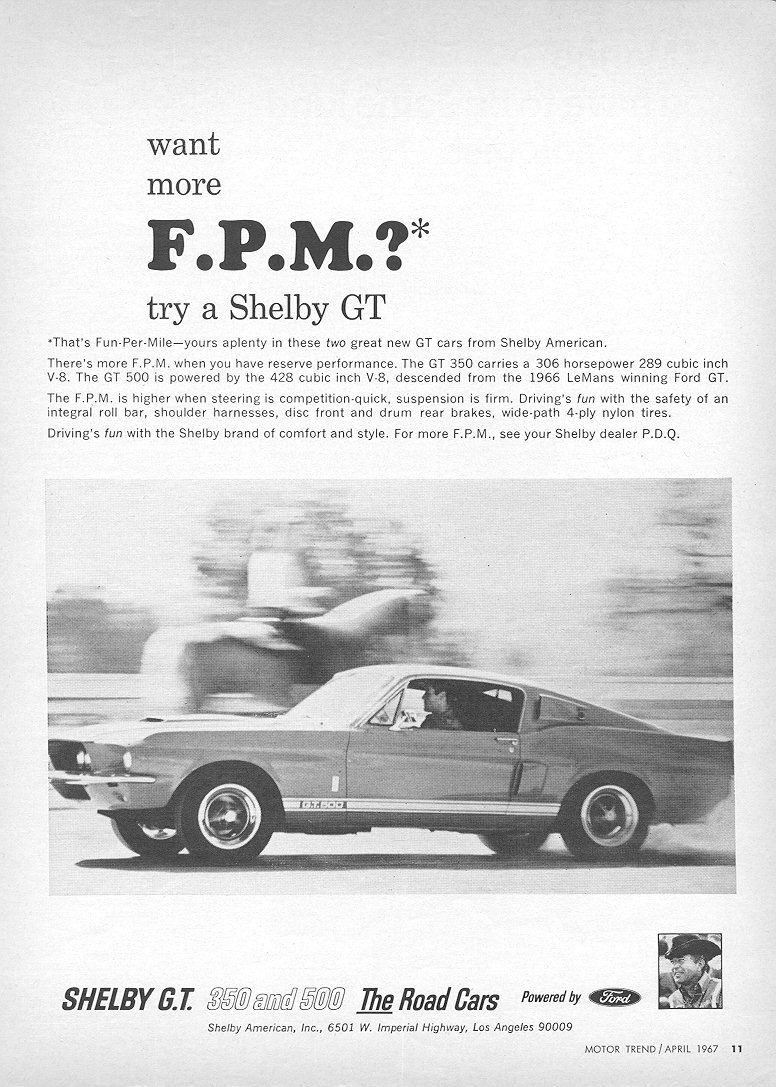 want
more
F.P.M.?*
try a Shelby GT
*That's Fun-Per-Mile—yours aplenty in these two great new GT cars from Shelby American.
There's more F.P.M. when you have reserve performance. The GT 350 carries a 306 horsepower 289 cubic inch
V-8. The GT 500 is powered by the 428 cubic inch V-8, descended from the 1966 LeMans winning Ford GT.
The F.P.M. is higher when steering is competition-quick, suspension is firm. Driving's fun with the safety of an
integral roll bar, shoulder harnesses, disc front and drum rear brakes, wide-path 4-ply nylon tires.
Driving's fun with the Shelby brand of comfort and style. For more F.P.M., see your Shelby dealer P.D.Q.
G.T.500
SHELBY G.T. 350 and 500 The Road Cars Powered by Ford
Shelby American, Inc., 6501 W. Imperial Highway, Los Angeles 90009
MOTOR TREND / APRIL 1967 11